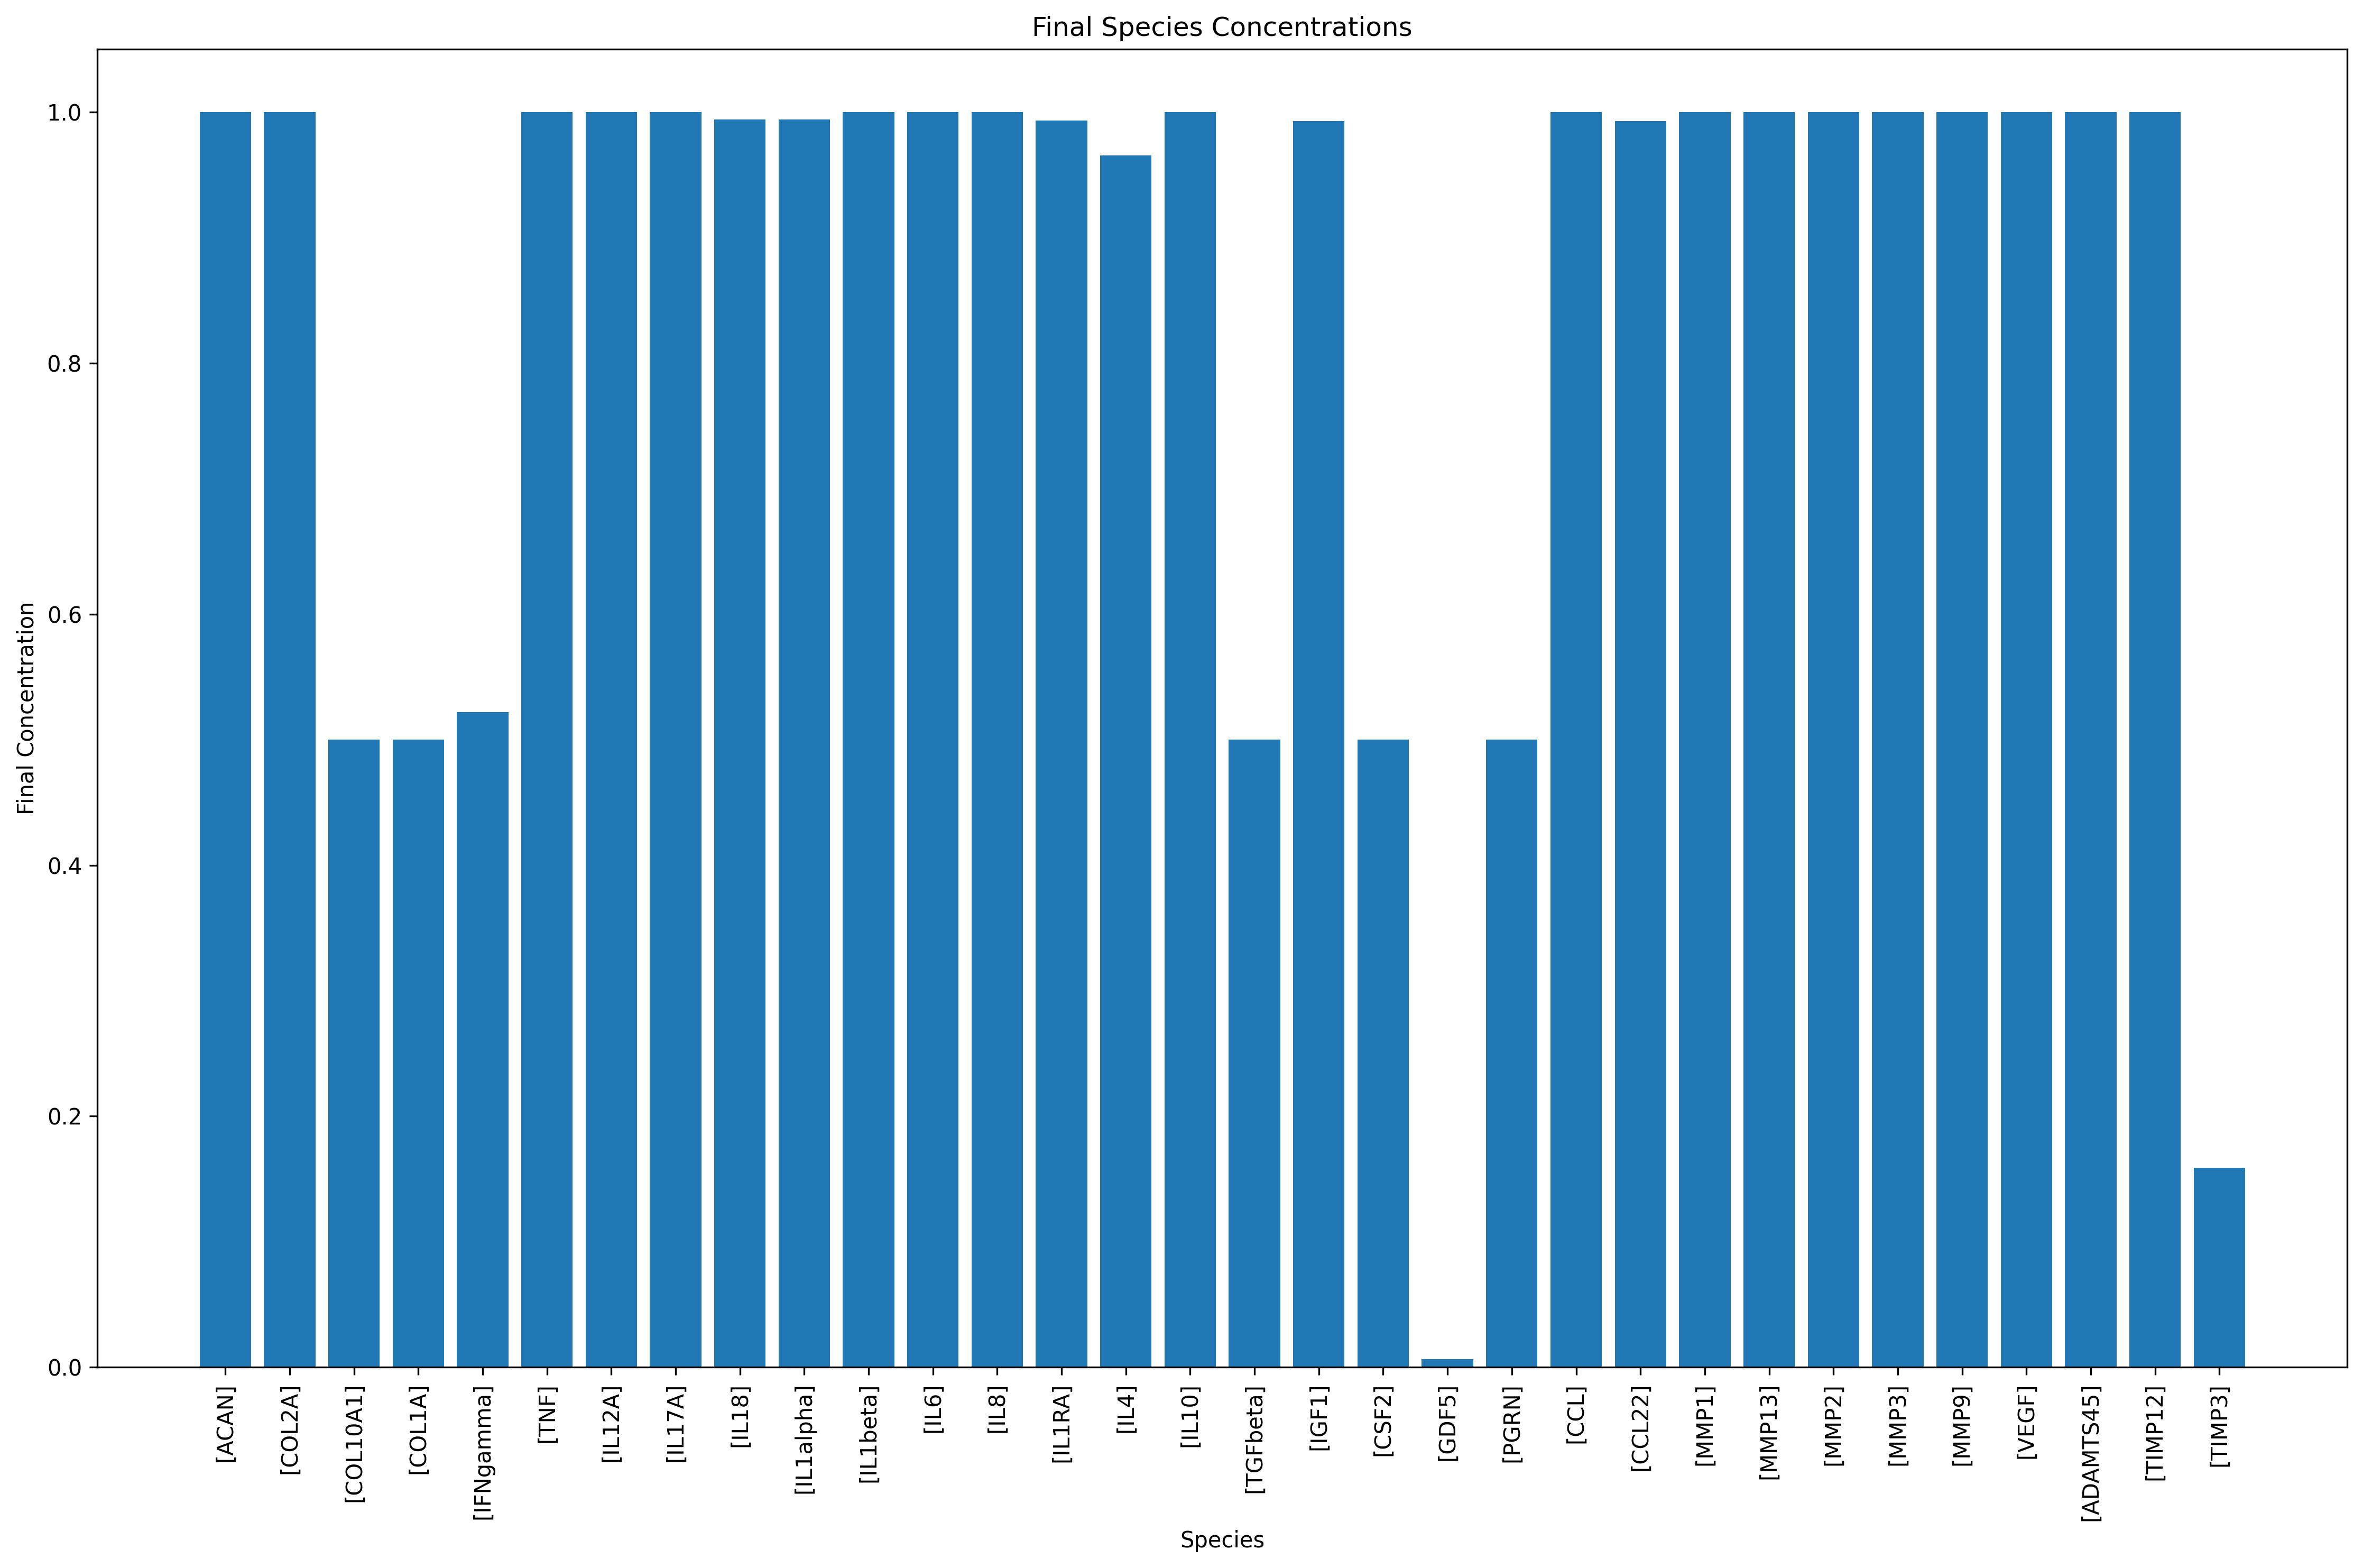 Final Species Concentrations
Final Concentration
1.0
0.8
0.6
0.4
0.2
0.0
[ACAN]
[COL2A]
[COL10A1]
[COL1A]
[IFNgamma]
[TNF]
[IL12A]
[IL17A]
[IL18]
[IL1alpha]
[IL1beta]
[IL6]
[IL8]
[IL1RA]
[IL4]
[IL10]
[TGFbeta]
[IGF1]
[CSF2]
[GDF5]
[PGRN]
[CCL]
[CCL22]
[MMP1]
[MMP13]
[MMP2]
[MMP3]
[MMP9]
[VEGF]
[ADAMTS45]
[TIMP12]
[TIMP3]
Species